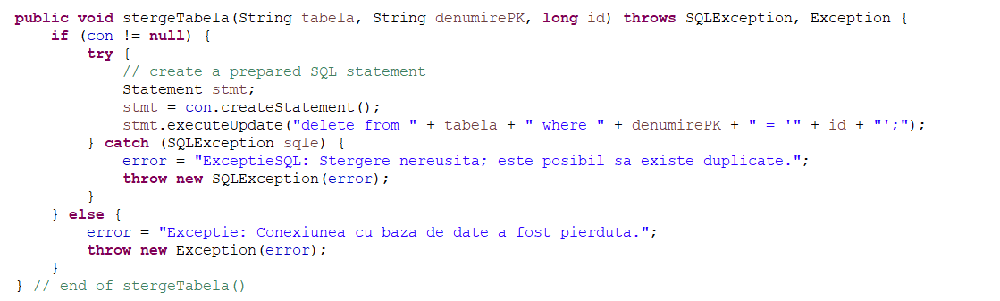 public void stergeTabela(String tabela, String denumirePK, long id) throws SQLException, Exception {
    if (con != null) {
        try {
            // create a prepared SQL statement
            Statement stmt;
            stmt = con.createStatement();
            stmt.executeUpdate("delete from " + tabela + " where " + denumirePK + " = '" + id + "';");
        } catch (SQLException sqle) {
            error = "ExceptieSQL: Stergere nereusita; este posibil sa existe duplicate.";
            throw new SQLException(error);
        }
    } else {
        error = "Exceptie: Conexiunea cu baza de date a fost pierduta.";
        throw new Exception(error);
    }
} // end of stergeTabela()